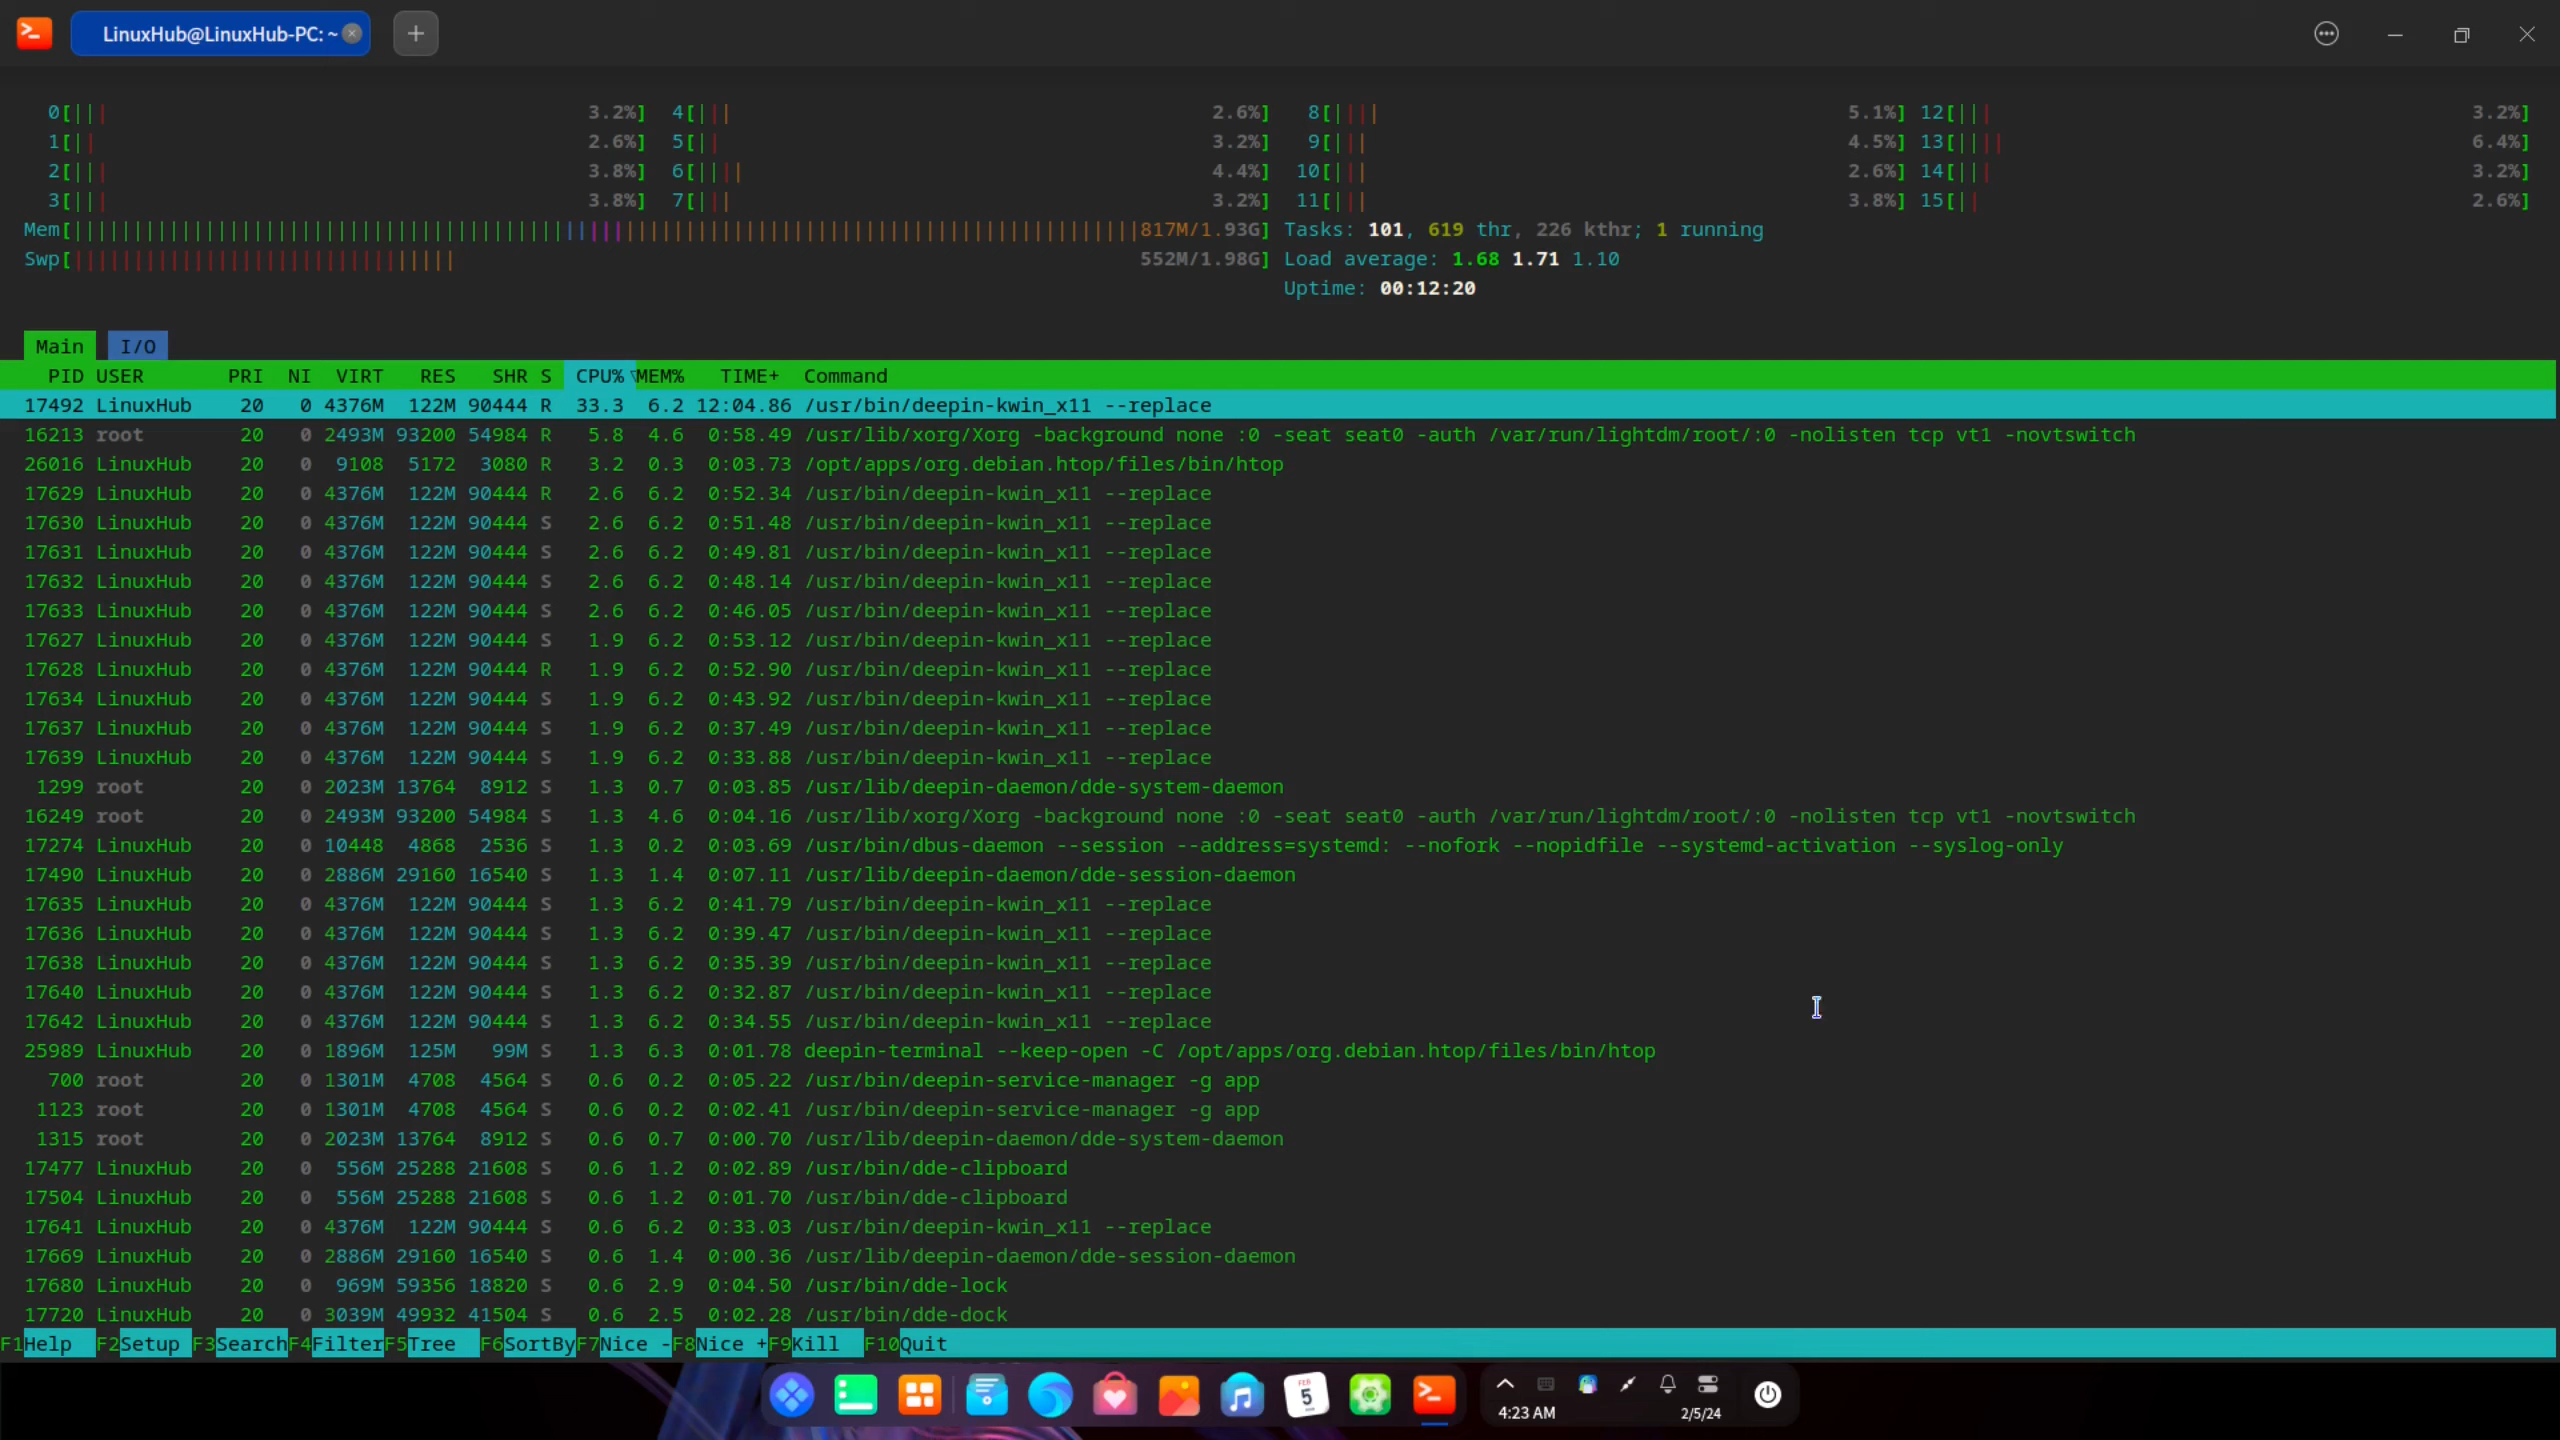 LinuxHub@LinuxHub-PC: ~
0[||| 3.2%] 4[||| 2.6%] 8[|||| 5.1%] 12[||| 3.2%]
1[|| 2.6%] 5[|| 3.2%] 9[||| 4.5%] 13[|||| 6.4%]
2[||| 3.8%] 6[|||| 4.4%] 10[||| 2.6%] 14[||| 3.2%]
3[||| 3.8%] 7[||| 3.2%] 11[||| 3.8%] 15[|| 2.6%]
Mem[ 817M/1.93G] Tasks: 101, 619 thr, 226 kthr; 1 running
Swp[ 552M/1.98G] Load average: 1.68 1.71 1.10
Uptime: 00:12:20
Main I/O
PID USER PRI NI VIRT RES SHR S CPU%▽MEM% TIME+ Command
17492 LinuxHub 20 0 4376M 122M 90444 R 33.3 6.2 12:04.86 /usr/bin/deepin-kwin_x11 --replace
16213 root 20 0 2493M 93200 54984 R 5.8 4.6 0:58.49 /usr/lib/xorg/Xorg -background none :0 -seat seat0 -auth /var/run/lightdm/root/:0 -nolisten tcp vt1 -novtswitch
26016 LinuxHub 20 0 9108 5172 3080 R 3.2 0.3 0:03.73 /opt/apps/org.debian.htop/files/bin/htop
17629 LinuxHub 20 0 4376M 122M 90444 R 2.6 6.2 0:52.34 /usr/bin/deepin-kwin_x11 --replace
17630 LinuxHub 20 0 4376M 122M 90444 S 2.6 6.2 0:51.48 /usr/bin/deepin-kwin_x11 --replace
17631 LinuxHub 20 0 4376M 122M 90444 S 2.6 6.2 0:49.81 /usr/bin/deepin-kwin_x11 --replace
17632 LinuxHub 20 0 4376M 122M 90444 S 2.6 6.2 0:48.14 /usr/bin/deepin-kwin_x11 --replace
17633 LinuxHub 20 0 4376M 122M 90444 S 2.6 6.2 0:46.05 /usr/bin/deepin-kwin_x11 --replace
17627 LinuxHub 20 0 4376M 122M 90444 S 1.9 6.2 0:53.12 /usr/bin/deepin-kwin_x11 --replace
17628 LinuxHub 20 0 4376M 122M 90444 R 1.9 6.2 0:52.90 /usr/bin/deepin-kwin_x11 --replace
17634 LinuxHub 20 0 4376M 122M 90444 S 1.9 6.2 0:43.92 /usr/bin/deepin-kwin_x11 --replace
17637 LinuxHub 20 0 4376M 122M 90444 S 1.9 6.2 0:37.49 /usr/bin/deepin-kwin_x11 --replace
17639 LinuxHub 20 0 4376M 122M 90444 S 1.9 6.2 0:33.88 /usr/bin/deepin-kwin_x11 --replace
1299 root 20 0 2023M 13764 8912 S 1.3 0.7 0:03.85 /usr/lib/deepin-daemon/dde-system-daemon
16249 root 20 0 2493M 93200 54984 S 1.3 4.6 0:04.16 /usr/lib/xorg/Xorg -background none :0 -seat seat0 -auth /var/run/lightdm/root/:0 -nolisten tcp vt1 -novtswitch
17274 LinuxHub 20 0 10448 4868 2536 S 1.3 0.2 0:03.69 /usr/bin/dbus-daemon --session --address=systemd: --nofork --nopidfile --systemd-activation --syslog-only
17490 LinuxHub 20 0 2886M 29160 16540 S 1.3 1.4 0:07.11 /usr/lib/deepin-daemon/dde-session-daemon
17635 LinuxHub 20 0 4376M 122M 90444 S 1.3 6.2 0:41.79 /usr/bin/deepin-kwin_x11 --replace
17636 LinuxHub 20 0 4376M 122M 90444 S 1.3 6.2 0:39.47 /usr/bin/deepin-kwin_x11 --replace
17638 LinuxHub 20 0 4376M 122M 90444 S 1.3 6.2 0:35.39 /usr/bin/deepin-kwin_x11 --replace
17640 LinuxHub 20 0 4376M 122M 90444 S 1.3 6.2 0:32.87 /usr/bin/deepin-kwin_x11 --replace
17642 LinuxHub 20 0 4376M 122M 90444 S 1.3 6.2 0:34.55 /usr/bin/deepin-kwin_x11 --replace
25989 LinuxHub 20 0 1896M 125M 99M S 1.3 6.3 0:01.78 deepin-terminal --keep-open -C /opt/apps/org.debian.htop/files/bin/htop
700 root 20 0 1301M 4708 4564 S 0.6 0.2 0:05.22 /usr/bin/deepin-service-manager -g app
1123 root 20 0 1301M 4708 4564 S 0.6 0.2 0:02.41 /usr/bin/deepin-service-manager -g app
1315 root 20 0 2023M 13764 8912 S 0.6 0.7 0:00.70 /usr/lib/deepin-daemon/dde-system-daemon
17477 LinuxHub 20 0 556M 25288 21608 S 0.6 1.2 0:02.89 /usr/bin/dde-clipboard
17504 LinuxHub 20 0 556M 25288 21608 S 0.6 1.2 0:01.70 /usr/bin/dde-clipboard
17641 LinuxHub 20 0 4376M 122M 90444 S 0.6 6.2 0:33.03 /usr/bin/deepin-kwin_x11 --replace
17669 LinuxHub 20 0 2886M 29160 16540 S 0.6 1.4 0:00.36 /usr/lib/deepin-daemon/dde-session-daemon
17680 LinuxHub 20 0 969M 59356 18820 S 0.6 2.9 0:04.50 /usr/bin/dde-lock
17720 LinuxHub 20 0 3039M 49932 41504 S 0.6 2.5 0:02.28 /usr/bin/dde-dock
F1Help F2Setup F3SearchF4FilterF5Tree F6SortByF7Nice -F8Nice +F9Kill F10Quit
FEB
5
4:23 AM 2/5/24